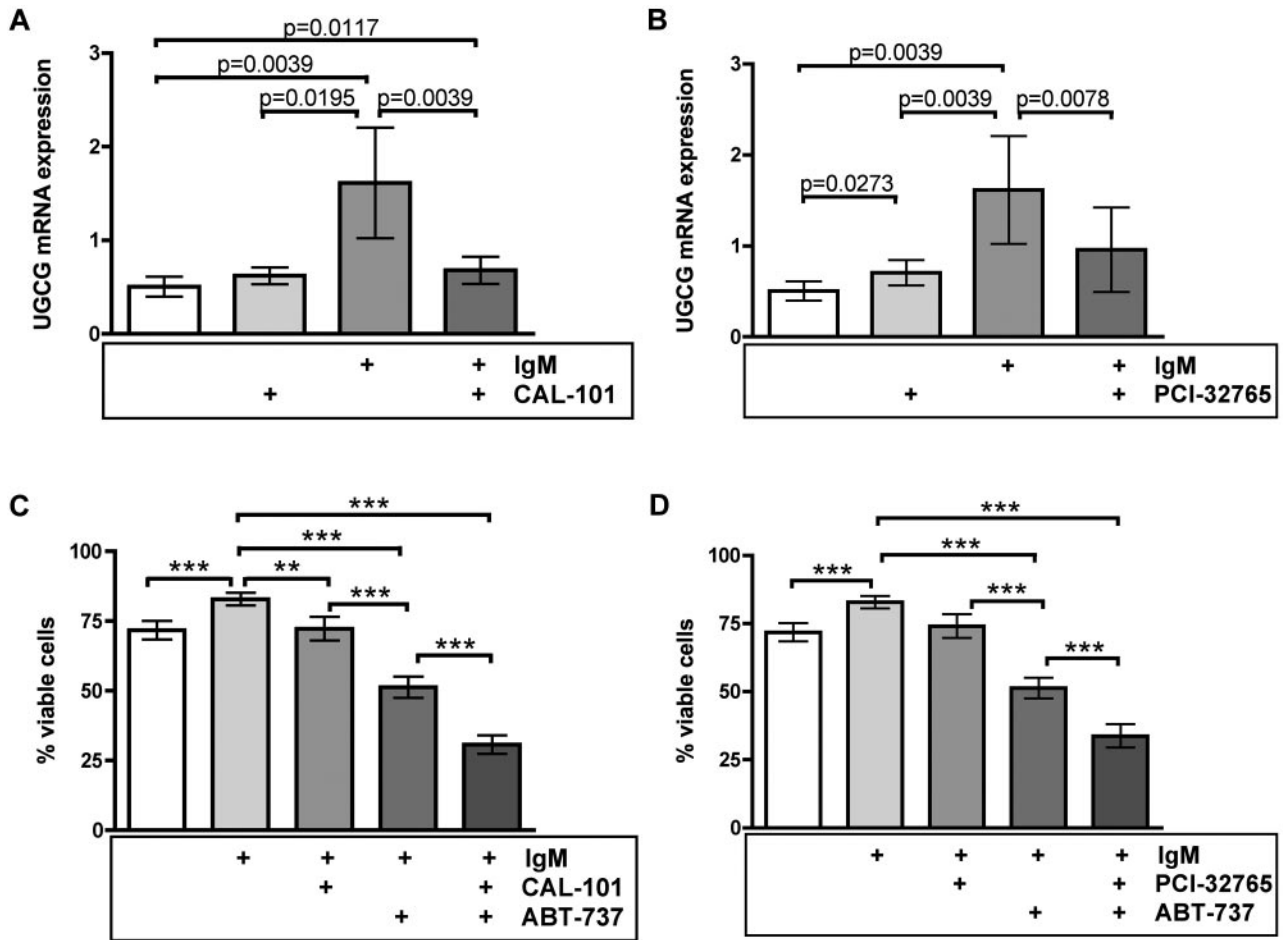 A
p=0.0117
p=0.0039
p=0.0195 p=0.0039
UGCG mRNA expression
3
2
1
0
+ + IgM
+ + CAL-101
B
p=0.0039
p=0.0039 p=0.0078
p=0.0273
UGCG mRNA expression
3
2
1
0
+ + IgM
+ + PCI-32765
C
***
***
*** **
***
***
% viable cells
100
75
50
25
0
+ + + + IgM
+ + CAL-101
+ + ABT-737
D
***
***
***
***
***
% viable cells
100
75
50
25
0
+ + + + IgM
+ + PCI-32765
+ + ABT-737